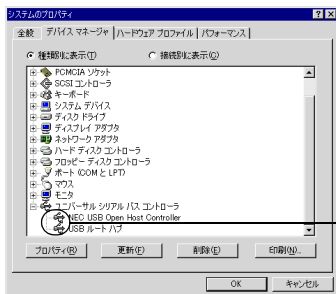 システムのプロパティ
全般 デバイス マネージャ ハードウェア プロファイル パフォーマンス
種類別に表示(T) 接続別に表示(C)
PCMCIA ソケット
SCSI コントローラ
キーボード
システム デバイス
ディスク ドライブ
ディスプレイ アダプタ
ネットワーク アダプタ
ハード ディスク コントローラ
フロッピー ディスク コントローラ
ポート (COM と LPT)
マウス
モニタ
ユニバーサル シリアル バス コントローラ
NEC USB Open Host Controller
USB ルート ハブ
プロパティ(R) 更新(F) 削除(E) 印刷(N)...
OK キャンセル